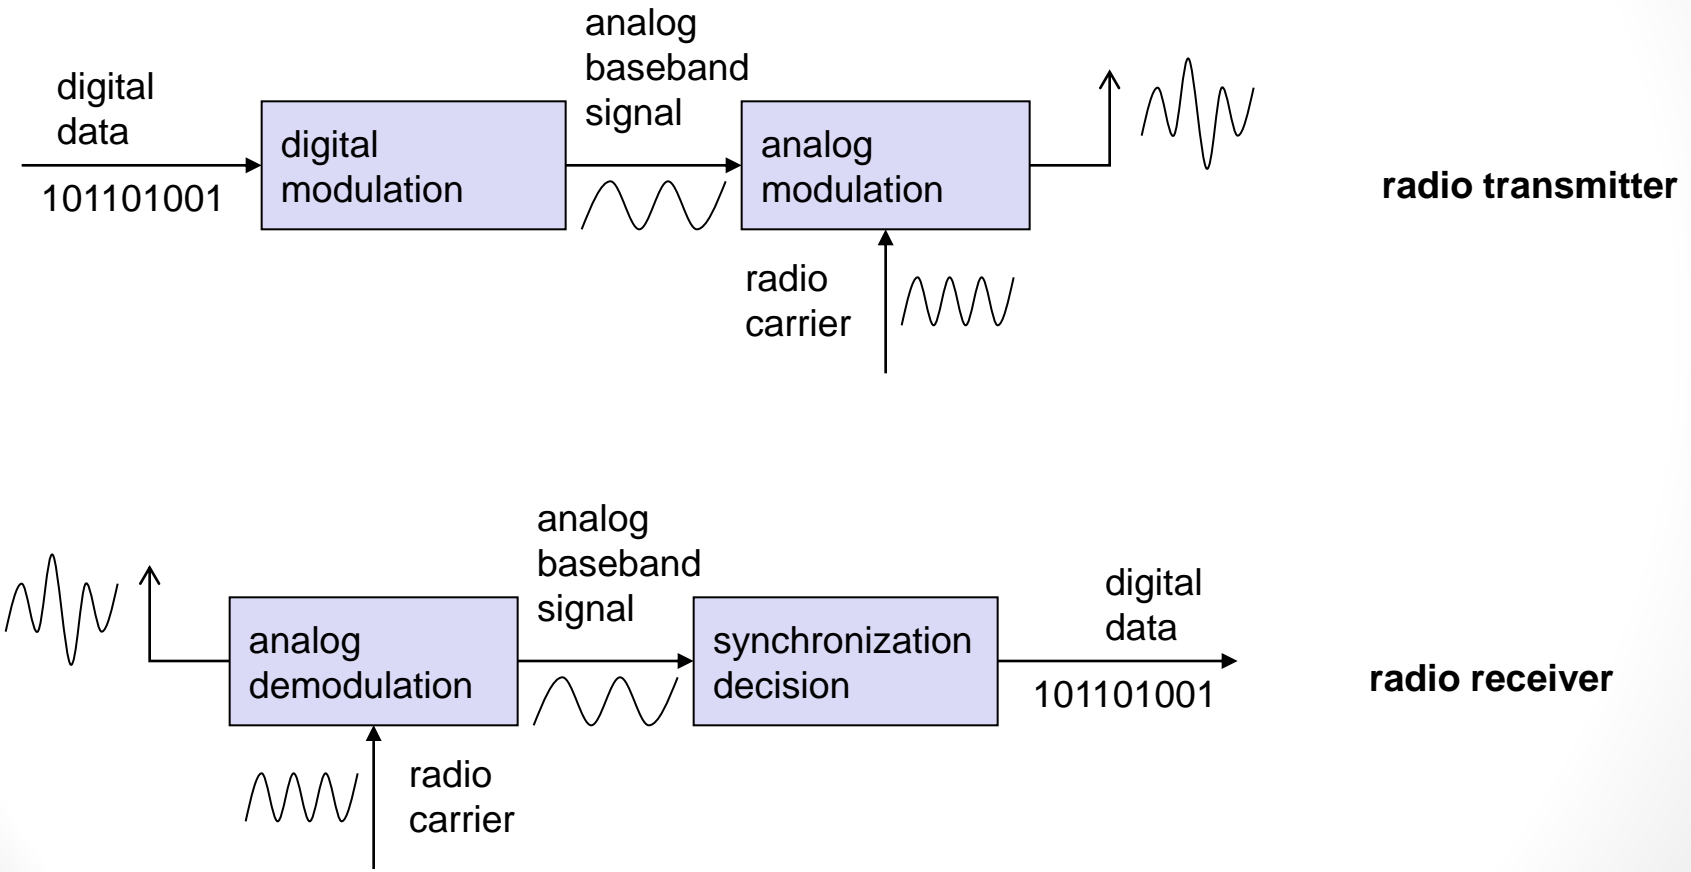 analog
baseband
signal
digital
data
101101001
digital
modulation
analog
modulation
radio transmitter
radio
carrier
analog
baseband
signal
digital
data
analog
demodulation
synchronization
decision
101101001
radio receiver
radio
carrier